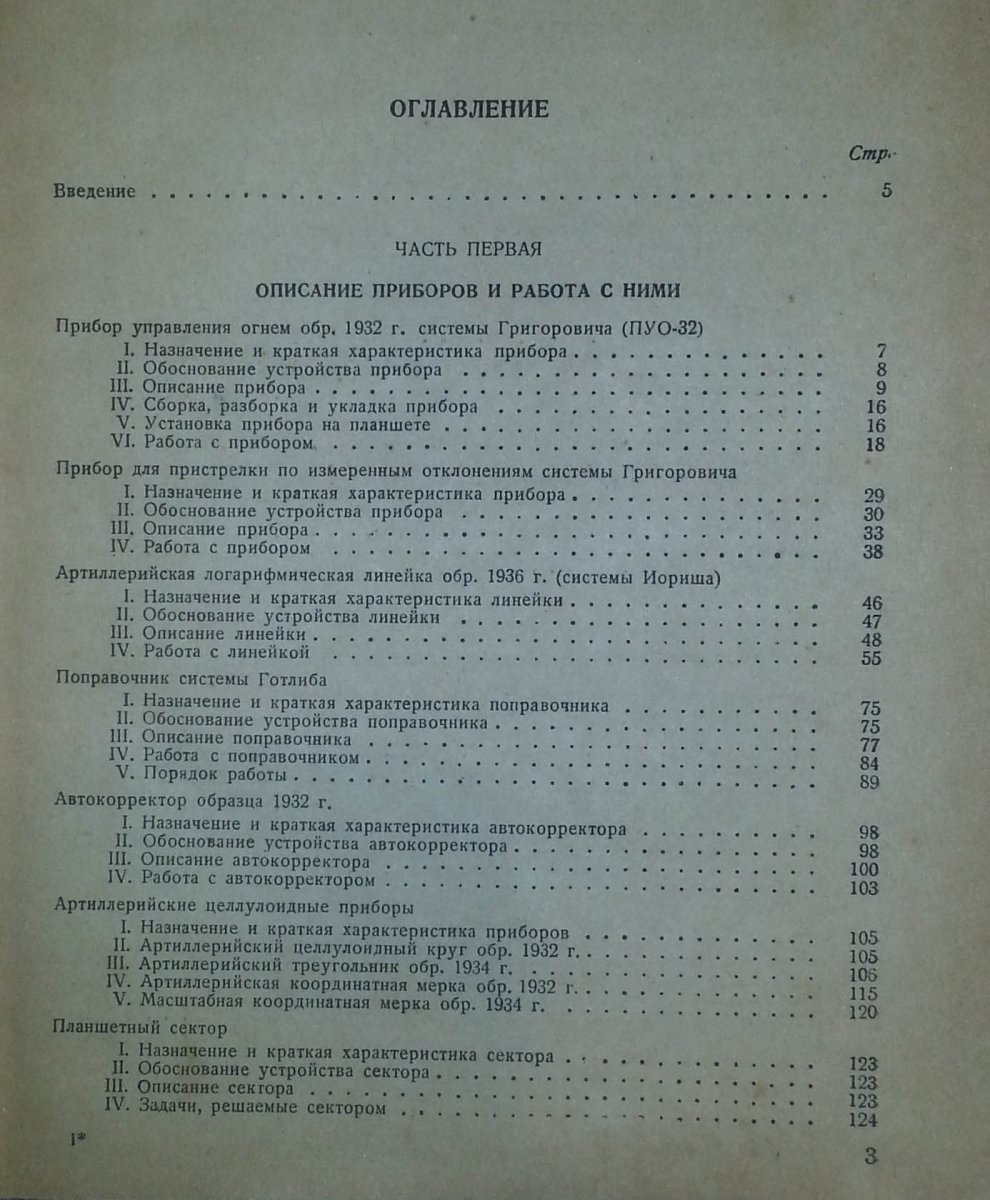 ОГЛАВЛЕНИЕ
Стр.
Введение . . . . . . . . . . . . . . . . . . . . 5
ЧАСТЬ ПЕРВАЯ
ОПИСАНИЕ ПРИБОРОВ И РАБОТА С НИМИ
Прибор управления огнем обр. 1932 г. системы Григоровича (ПУО-32)
I. Назначение и краткая характеристика прибора . . . . . . 7
II. Обоснование устройства прибора . . . . . . 8
III. Описание прибора . . . . . . 9
IV. Сборка, разборка и укладка прибора . . . . . . 16
V. Установка прибора на планшете . . . . . . 16
VI. Работа с прибором . . . . . . 18
Прибор для пристрелки по измеренным отклонениям системы Григоровича
I. Назначение и краткая характеристика прибора . . . . . . 29
II. Обоснование устройства прибора . . . . . . 30
III. Описание прибора . . . . . . 33
IV. Работа с прибором . . . . . . 38
Артиллерийская логарифмическая линейка обр. 1936 г. (системы Иориша)
I. Назначение и краткая характеристика линейки . . . . . . 46
II. Обоснование устройства линейки . . . . . . 47
III. Описание линейки . . . . . . 48
IV. Работа с линейкой . . . . . . 55
Поправочник системы Готлиба
I. Назначение и краткая характеристика поправочника . . . . . . 75
II. Обоснование устройства поправочника . . . . . . 75
III. Описание поправочника . . . . . . 77
IV. Работа с поправочником . . . . . . 84
V. Порядок работы . . . . . . 89
Автокорректор образца 1932 г.
I. Назначение и краткая характеристика автокорректора . . . . . . 98
II. Обоснование устройства автокорректора . . . . . . 98
III. Описание автокорректора . . . . . . 100
IV. Работа с автокорректором . . . . . . 103
Артиллерийские целлулоидные приборы
I. Назначение и краткая характеристика приборов . . . . . . 105
II. Артиллерийский целлулоидный круг обр. 1932 г. . . . . . . 105
III. Артиллерийский треугольник обр. 1934 г. . . . . . . 106
IV. Артиллерийская координатная мерка обр. 1932 г. . . . . . . 115
V. Масштабная координатная мерка обр. 1934 г. . . . . . . 120
Планшетный сектор
I. Назначение и краткая характеристика сектора . . . . . . 123
II. Обоснование устройства сектора . . . . . . 123
III. Описание сектора . . . . . . 123
IV. Задачи, решаемые сектором . . . . . . 124
1*
3